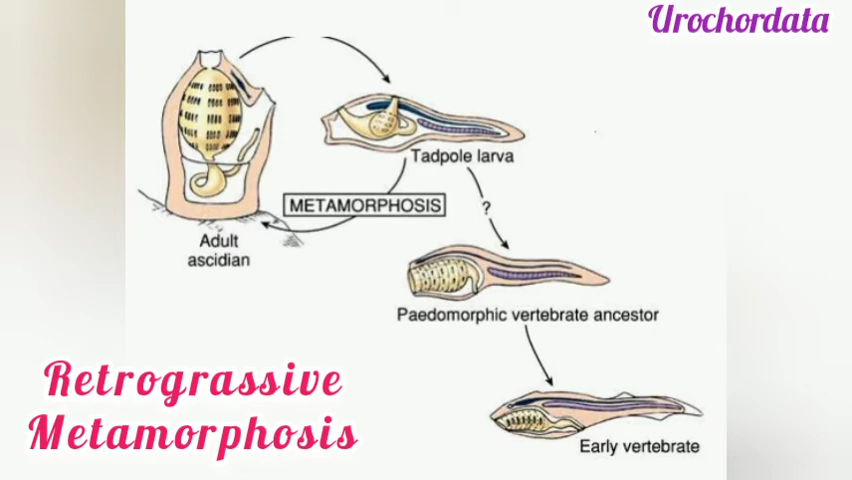 Urochordata
Tadpole larva
METAMORPHOSIS
?
Adult
ascidian
Paedomorphic vertebrate ancestor
Retrograssive
Metamorphosis
Early vertebrate